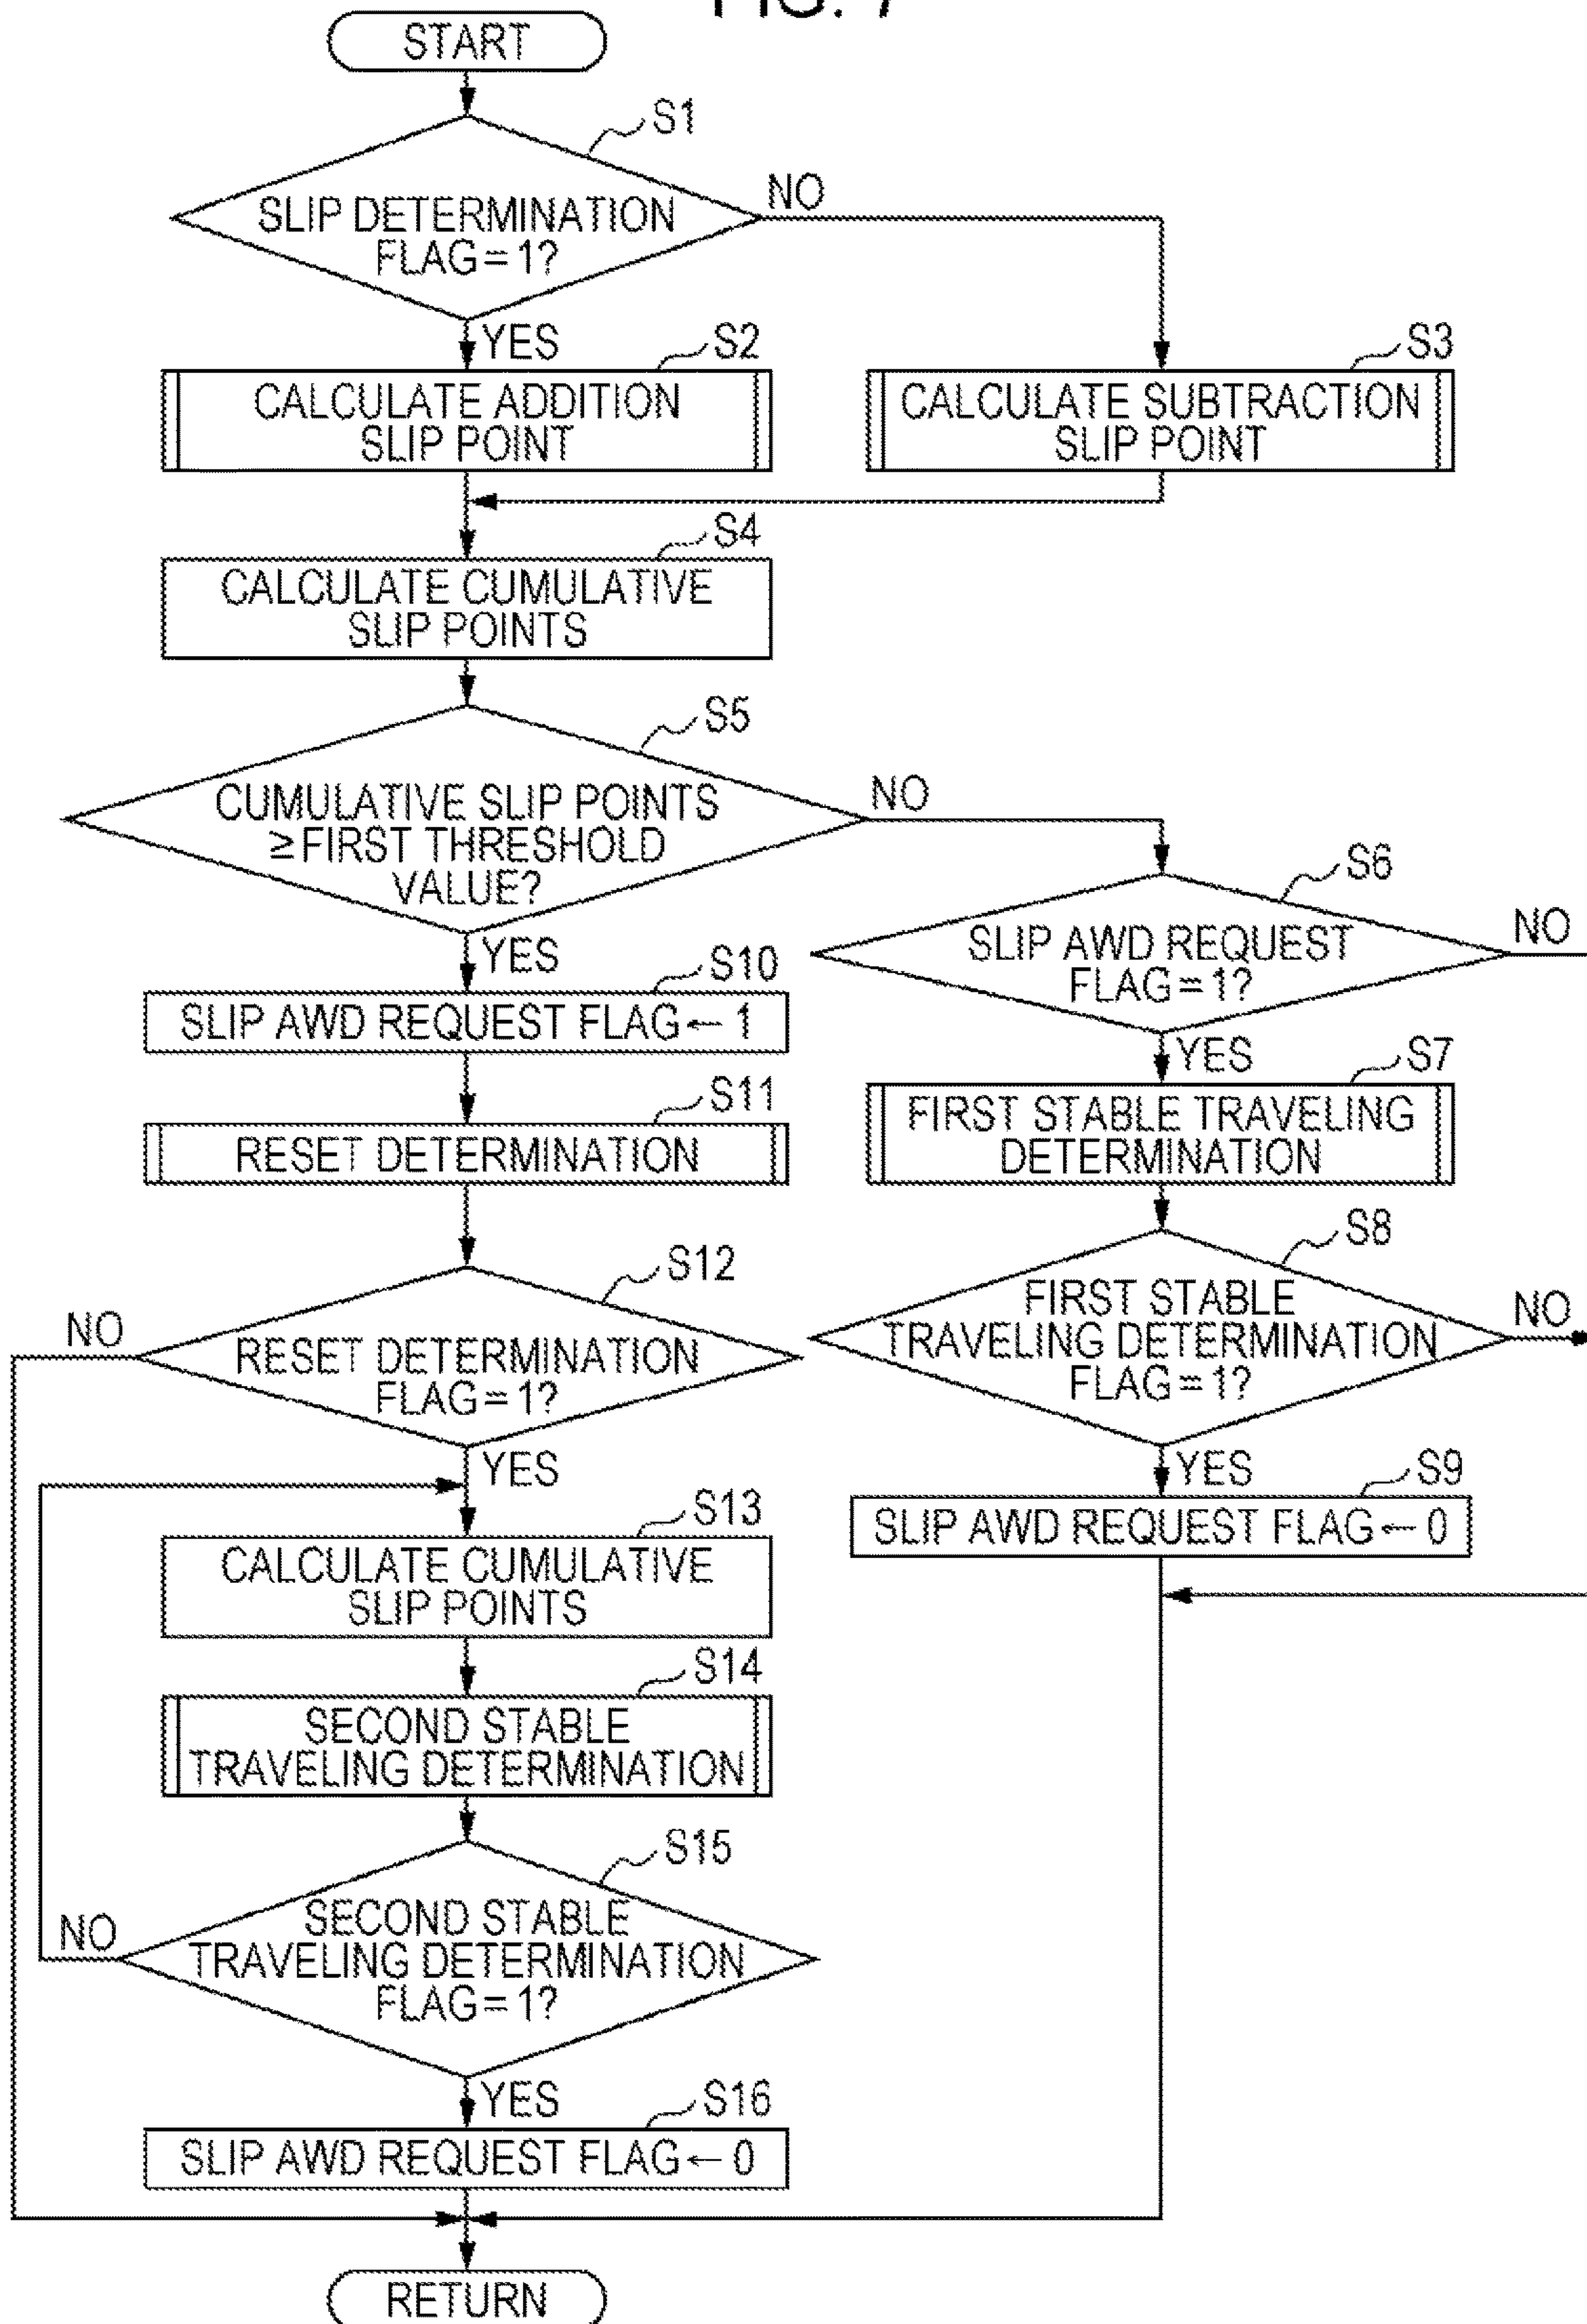 FIG. 7
START
S1
SLIP DETERMINATION
FLAG = 1?
NO
YES
S2
CALCULATE ADDITION
SLIP POINT
S3
CALCULATE SUBTRACTION
SLIP POINT
S4
CALCULATE CUMULATIVE
SLIP POINTS
S5
CUMULATIVE SLIP POINTS
≥ FIRST THRESHOLD
VALUE?
NO
YES
S6
SLIP AWD REQUEST
FLAG = 1?
NO
YES
S7
FIRST STABLE TRAVELING
DETERMINATION
S8
FIRST STABLE
TRAVELING DETERMINATION
FLAG = 1?
NO
YES
S9
SLIP AWD REQUEST FLAG ← 0
S10
SLIP AWD REQUEST FLAG ← 1
S11
RESET DETERMINATION
S12
RESET DETERMINATION
FLAG = 1?
NO
YES
S13
CALCULATE CUMULATIVE
SLIP POINTS
S14
SECOND STABLE
TRAVELING DETERMINATION
S15
SECOND STABLE
TRAVELING DETERMINATION
FLAG = 1?
NO
YES
S16
SLIP AWD REQUEST FLAG ← 0
RETURN